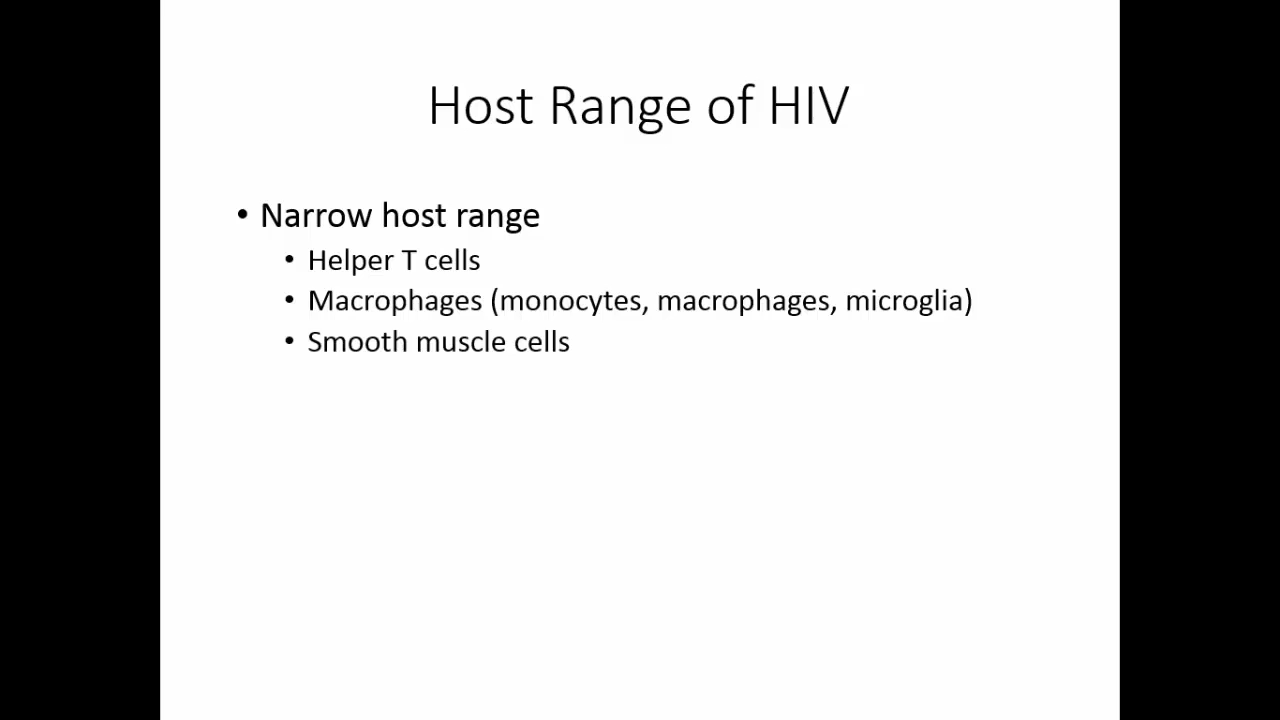 Host Range of HIV
• Narrow host range
• Helper T cells
• Macrophages (monocytes, macrophages, microglia)
• Smooth muscle cells